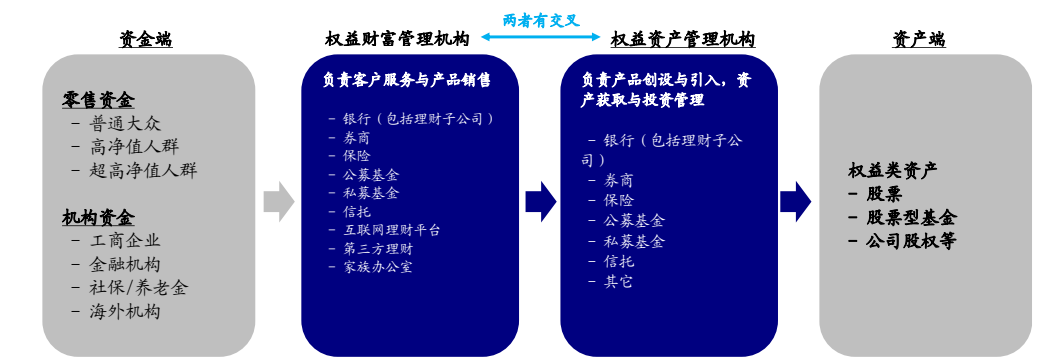 两者有交叉
资金端
权益财富管理机构
权益资产管理机构
资产端
零售资金
- 普通大众
- 高净值人群
- 超高净值人群
机构资金
- 工商企业
- 金融机构
- 社保/养老金
- 海外机构
负责客户服务与产品销售
- 银行（包括理财子公司）
- 券商
- 保险
- 公募基金
- 私募基金
- 信托
- 互联网理财平台
- 第三方理财
- 家族办公室
负责产品创设与引入，资
产获取与投资管理
- 银行（包括理财子公
司）
- 券商
- 保险
- 公募基金
- 私募基金
- 信托
- 其它
权益类资产
- 股票
- 股票型基金
- 公司股权等